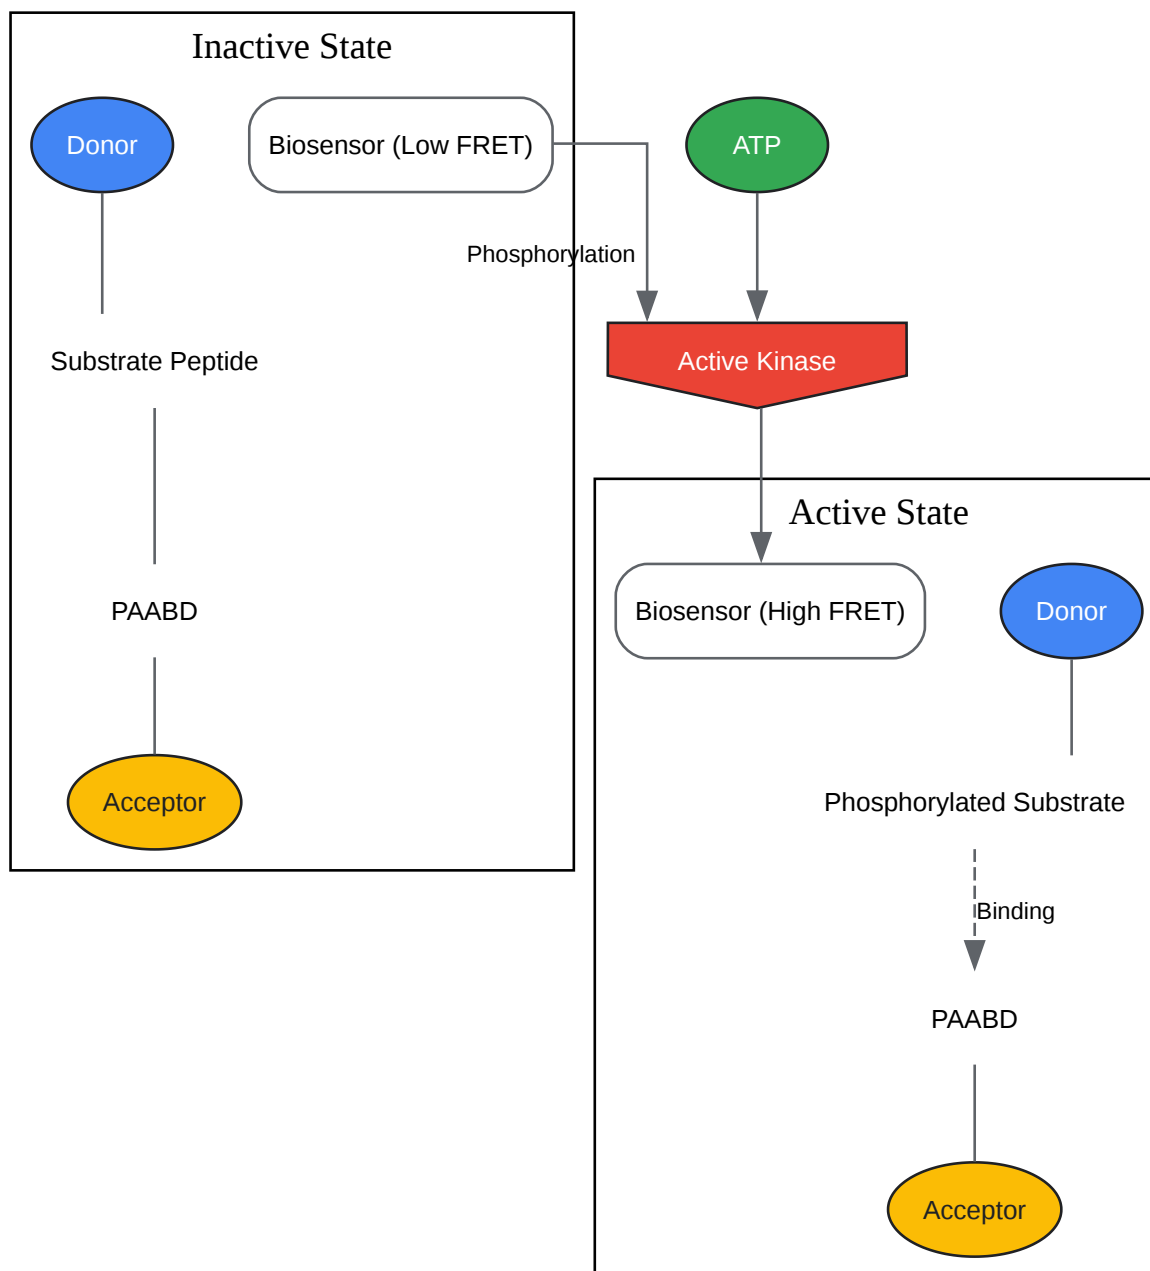 Inactive State
Donor
Biosensor (Low FRET)
ATP
Phosphorylation
Substrate Peptide
Active Kinase
PAABD
Acceptor
Active State
Biosensor (High FRET)
Donor
Phosphorylated Substrate
Binding
PAABD
Acceptor